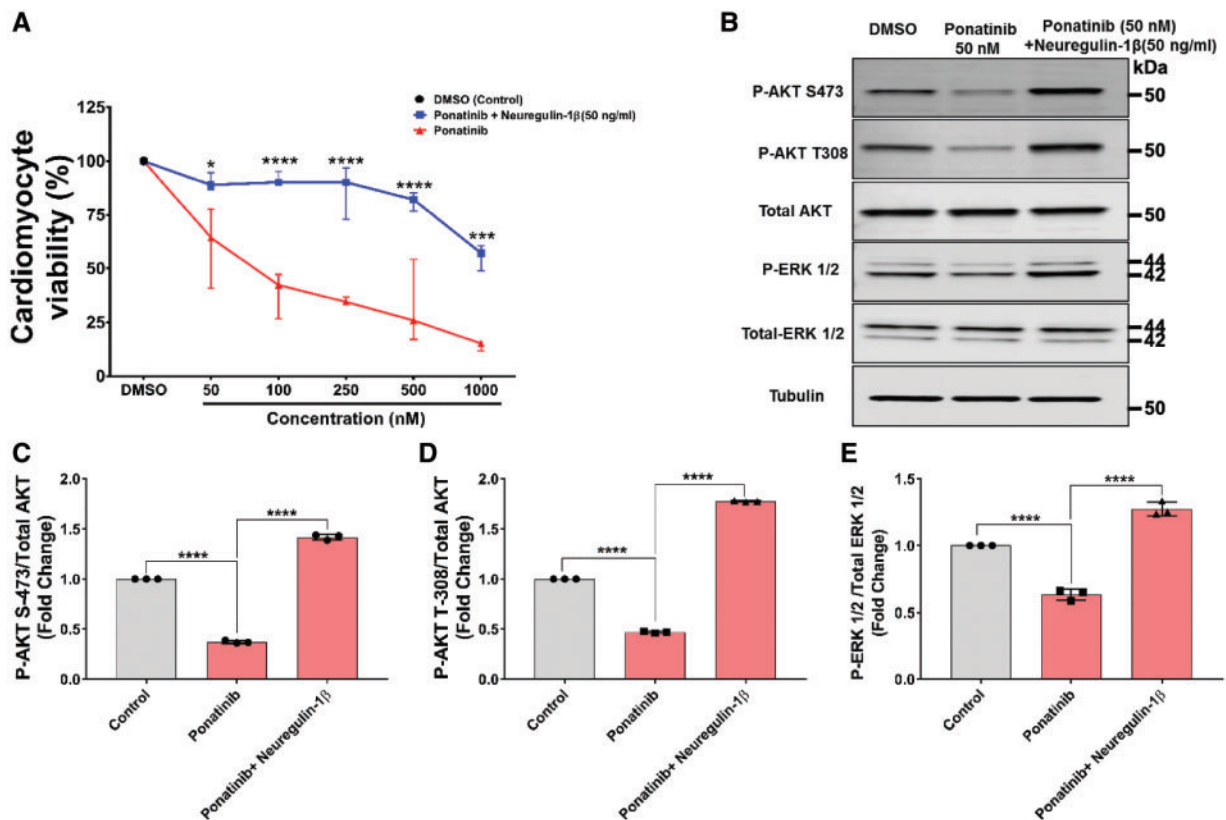 A
Cardiomyocyte
viability (%)
125
100
75
50
25
0
DMSO (Control)
Ponatinib + Neuregulin-1β(50 ng/ml)
Ponatinib
*
****
****
****
***
DMSO
50
100
250
500
1000
Concentration (nM)
B
DMSO
Ponatinib
50 nM
Ponatinib (50 nM)
+Neuregulin-1β(50 ng/ml)
kDa
P-AKT S473
50
P-AKT T308
50
Total AKT
50
P-ERK 1/2
44
42
Total-ERK 1/2
44
42
Tubulin
50
C
P-AKT S-473/Total AKT
(Fold Change)
2.0
1.5
1.0
0.5
0.0
****
****
Control
Ponatinib
Ponatinib+ Neuregulin-1β
D
P-AKT T-308/Total AKT
(Fold Change)
2.0
1.5
1.0
0.5
0.0
****
****
Control
Ponatinib
Ponatinib+ Neuregulin-1β
E
P-ERK 1/2 /Total ERK 1/2
(Fold Change)
1.5
1.0
0.5
0.0
****
****
Control
Ponatinib
Ponatinib+ Neuregulin-1β